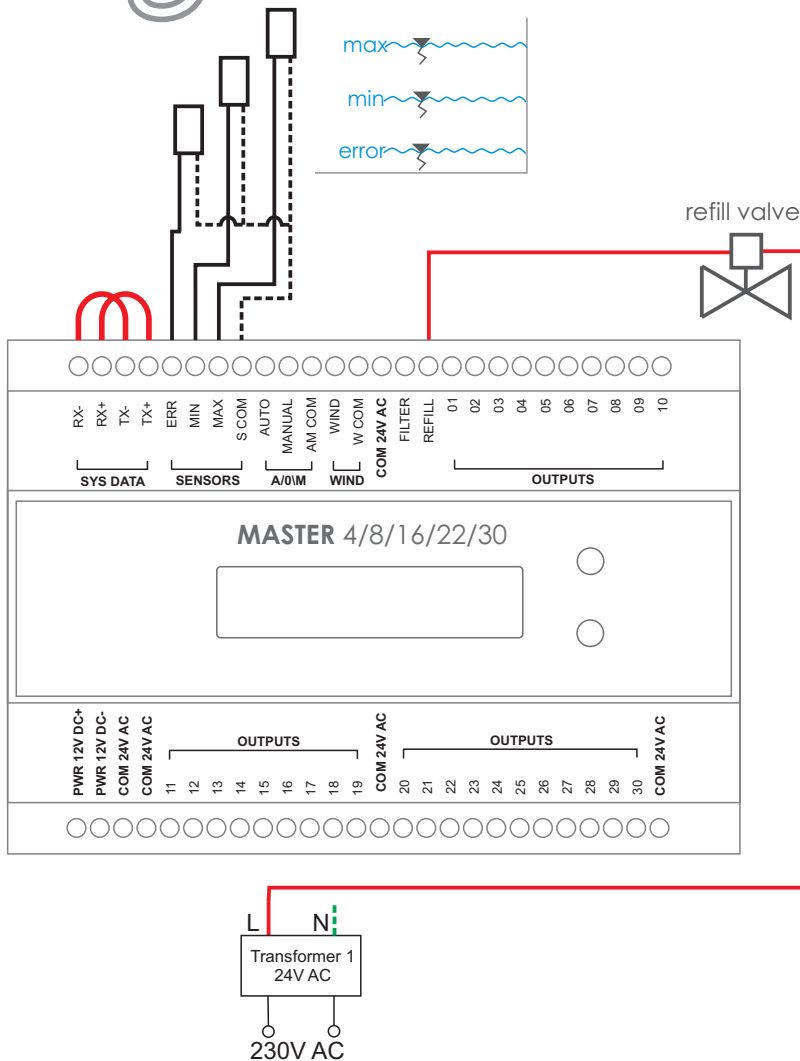 max
min
error
refill valve
RX-
RX+
TX-
TX+
ERR
MIN
MAX
S COM
AUTO
MANUAL
AM COM
WIND
W COM
COM 24V AC
FILTER
REFILL
01
02
03
04
05
06
07
08
09
10
SYS DATA SENSORS A/0\M WIND OUTPUTS
MASTER 4/8/16/22/30
PWR 12V DC+
PWR 12V DC-
COM 24V AC
COM 24V AC
OUTPUTS
11
12
13
14
15
16
17
18
19
COM 24V AC
OUTPUTS
20
21
22
23
24
25
26
27
28
29
30
COM 24V AC
L N
Transformer 1
24V AC
230V AC